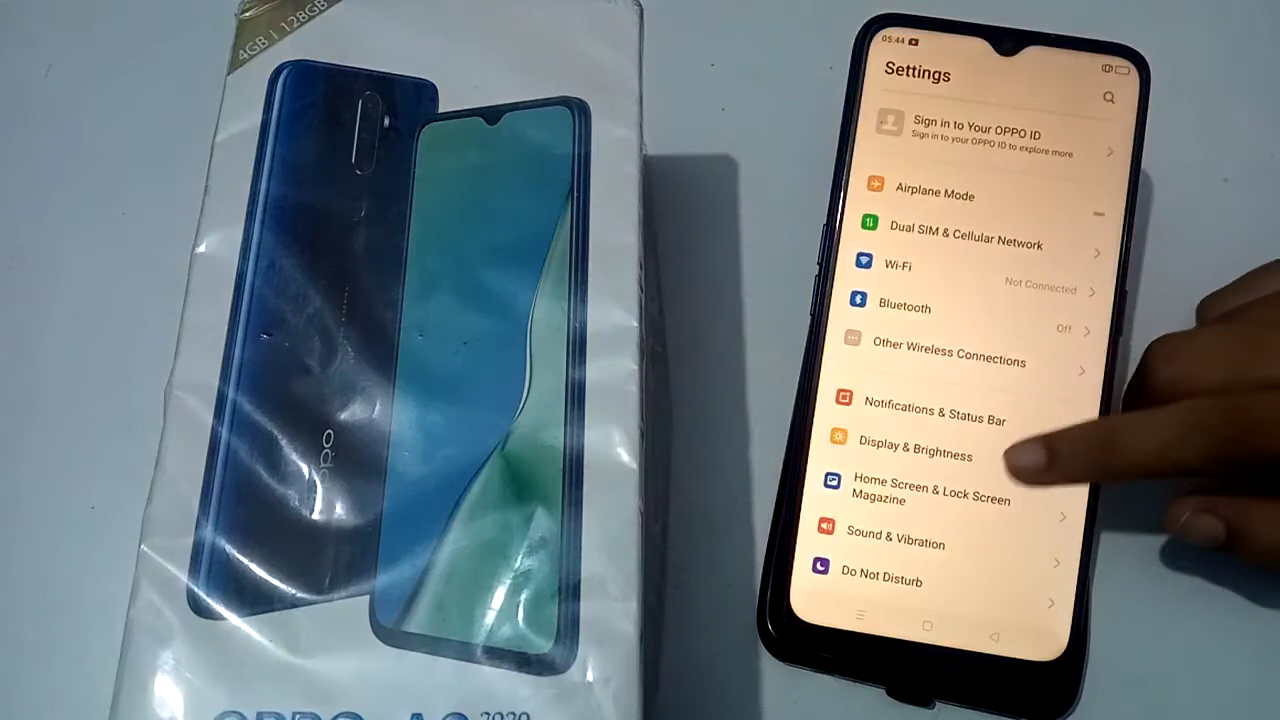 4GB | 128GB
oppo
OPPO A9 2020
05:44
Settings
Sign in to Your OPPO ID
Sign in to your OPPO ID to explore more
Airplane Mode
Dual SIM & Cellular Network
Wi-Fi
Not Connected
Bluetooth
Off
Other Wireless Connections
Notifications & Status Bar
Display & Brightness
Home Screen & Lock Screen
Magazine
Sound & Vibration
Do Not Disturb